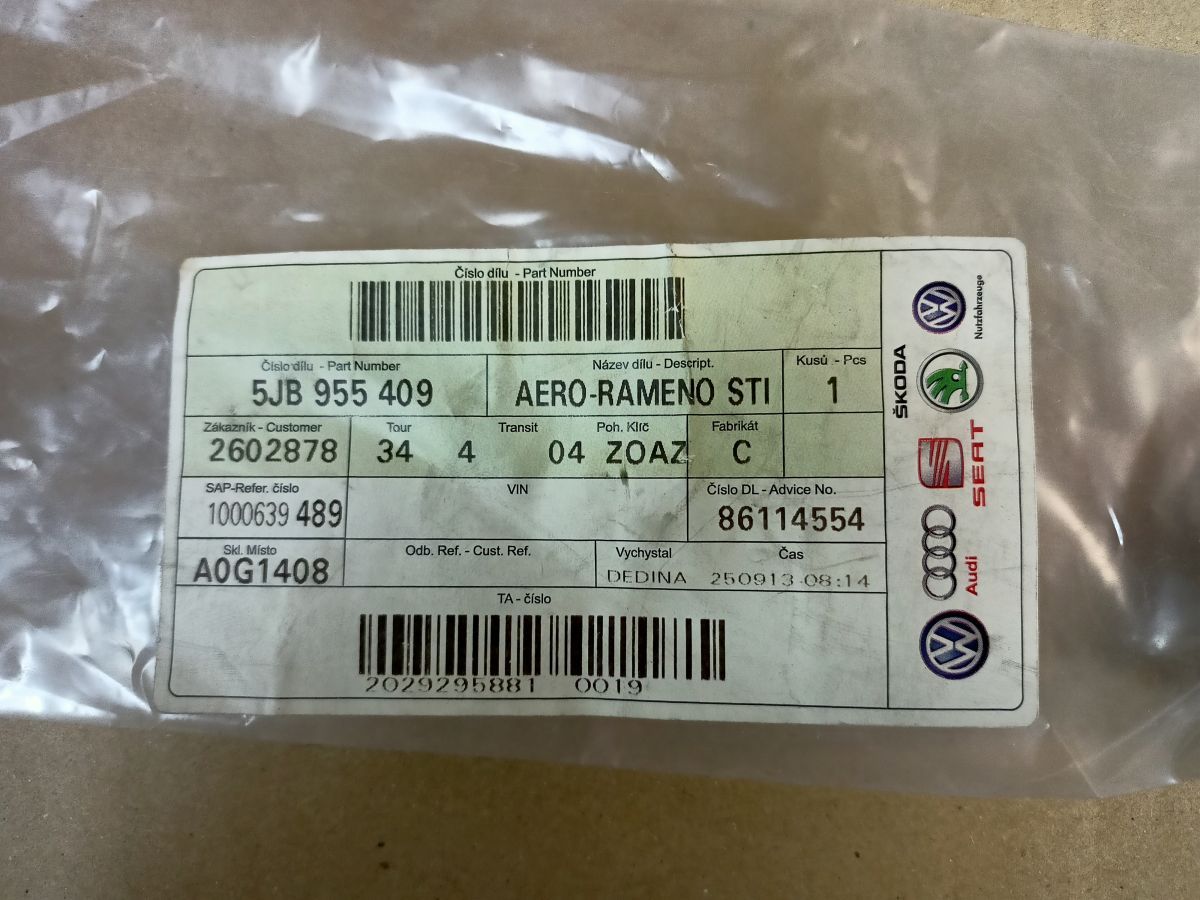 Číslo dílu - Part Number
Číslo dílu - Part Number
5JB 955 409
Název dílu - Descript.
AERO-RAMENO STI
Kusů - Pcs
1
Zákazník - Customer
2602878
Tour Transit Poh. Klíč
34 4 04 ZOAZ
Fabrikát
C
SAP-Refer. číslo
1000639 489
VIN
Číslo DL - Advice No.
86114554
Skl. Místo
A0G1408
Odb. Ref. - Cust. Ref.
Vychystal Čas
DEDINA 250913 08:14
TA - číslo
2029295881 0019
Nutzfahrzeuge
ŠKODA
SEAT
Audi